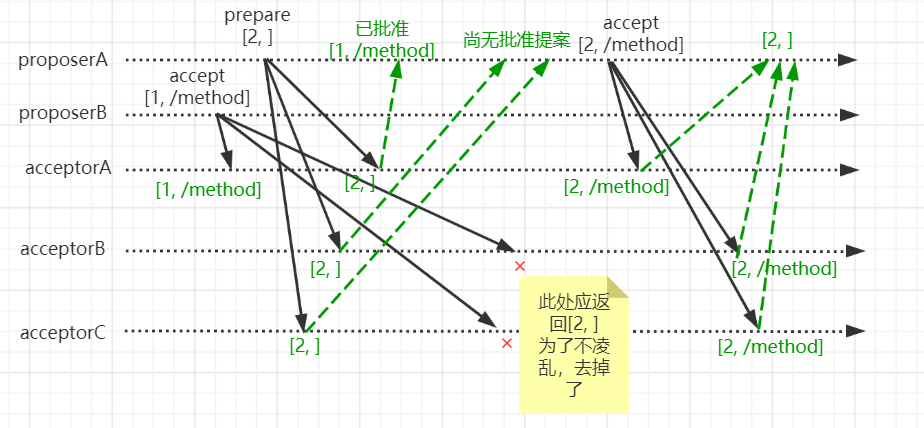 prepare
[2, ]
已批准
[1, /method]
尚无批准提案
accept
[2, /method]
[2, ]
proposerA
accept
[1, /method]
proposerB
acceptorA
[1, /method]
[2, ]
[2, /method]
acceptorB
[2, ]
[2, /method]
此处应返
回[2, ]
为了不凌
乱，去掉
了
acceptorC
[2, ]
[2, /method]